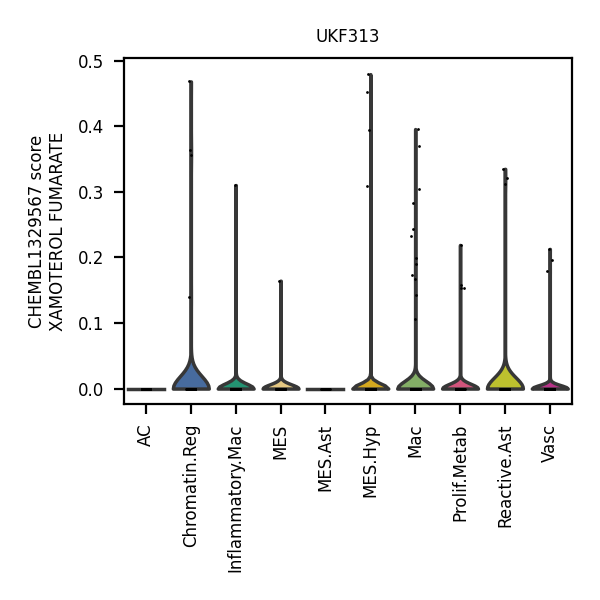 UKF313
CHEMBL1329567 score
XAMOTEROL FUMARATE
0.5
0.4
0.3
0.2
0.1
0.0
AC
Chromatin.Reg
Inflammatory.Mac
MES
MES.Ast
MES.Hyp
Mac
Prolif.Metab
Reactive.Ast
Vasc